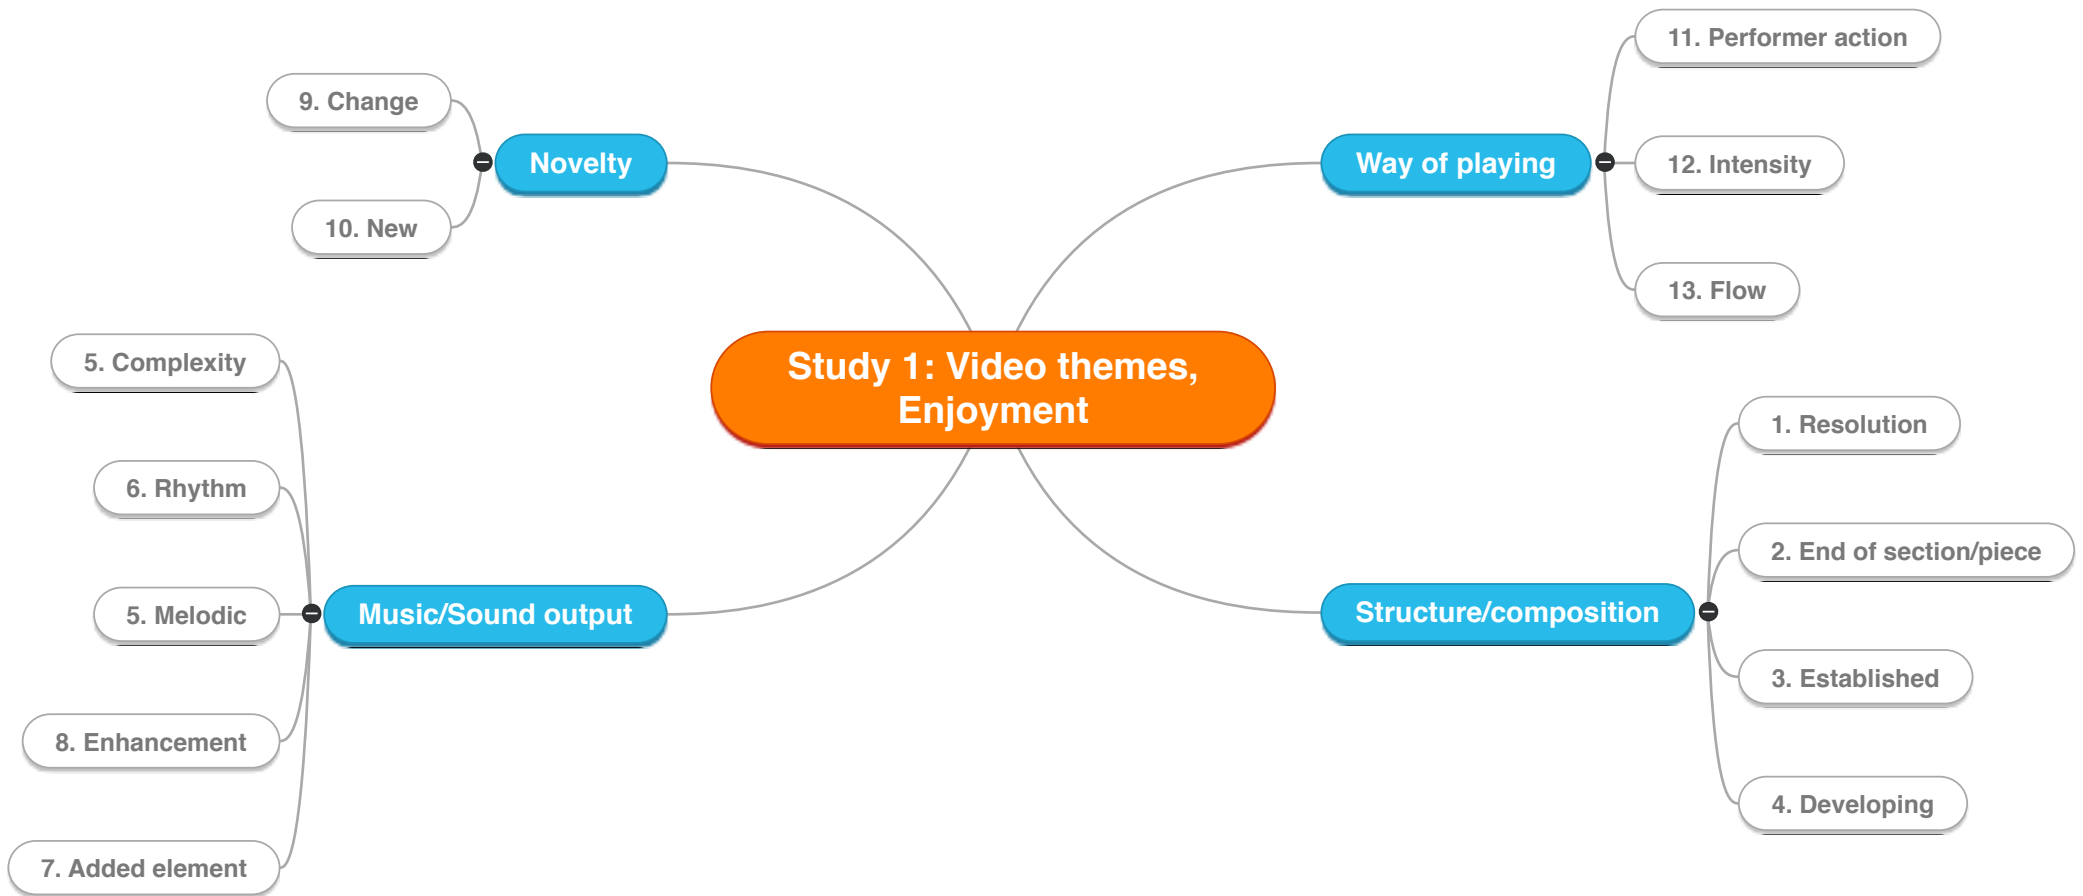 Study 1: Video themes,
Enjoyment
Novelty
9. Change
10. New
Way of playing
11. Performer action
12. Intensity
13. Flow
Music/Sound output
5. Complexity
6. Rhythm
5. Melodic
8. Enhancement
7. Added element
Structure/composition
1. Resolution
2. End of section/piece
3. Established
4. Developing